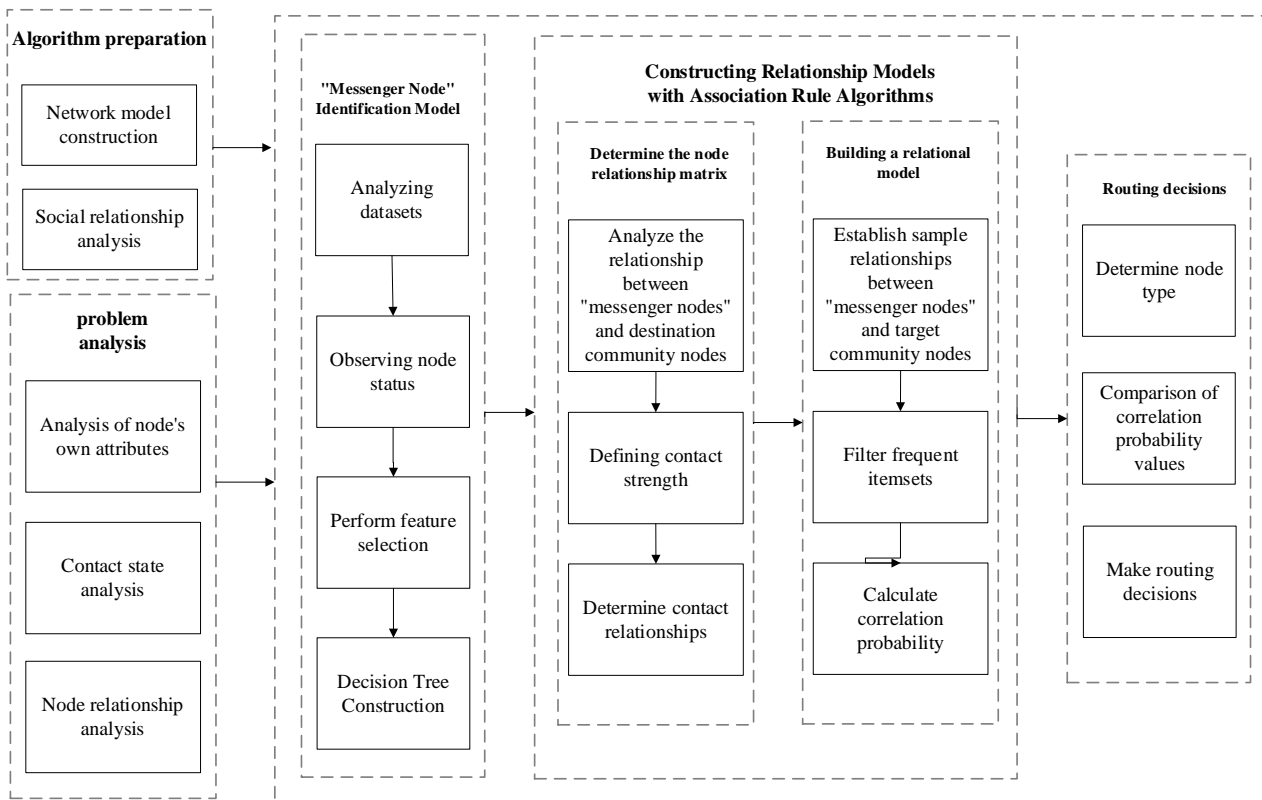 Algorithm preparation
Network model
construction
Social relationship
analysis
problem
analysis
Analysis of node's
own attributes
Contact state
analysis
Node relationship
analysis
"Messenger Node"
Identification Model
Analyzing
datasets
Observing node
status
Perform feature
selection
Decision Tree
Construction
Constructing Relationship Models
with Association Rule Algorithms
Determine the node
relationship matrix
Analyze the
relationship
between
"messenger nodes"
and destination
community nodes
Defining contact
strength
Determine contact
relationships
Building a relational
model
Establish sample
relationships
between
"messenger nodes"
and target
community nodes
Filter frequent
itemsets
Calculate
correlation
probability
Routing decisions
Determine node
type
Comparison of
correlation
probability
values
Make routing
decisions